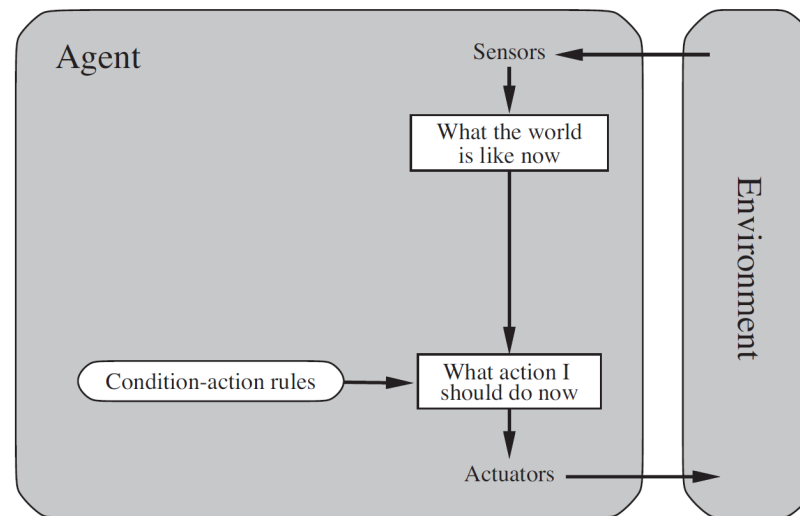 Agent
Sensors
What the world
is like now
Environment
Condition-action rules
What action I
should do now
Actuators